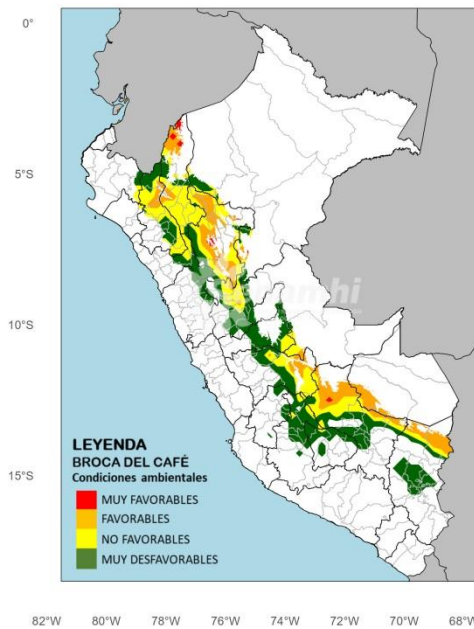 0°
5°S
10°S
15°S
senamhi
LEYENDA
BROCA DEL CAFÉ
Condiciones ambientales
MUY FAVORABLES
FAVORABLES
NO FAVORABLES
MUY DESFAVORABLES
82°W 80°W 78°W 76°W 74°W 72°W 70°W 68°W